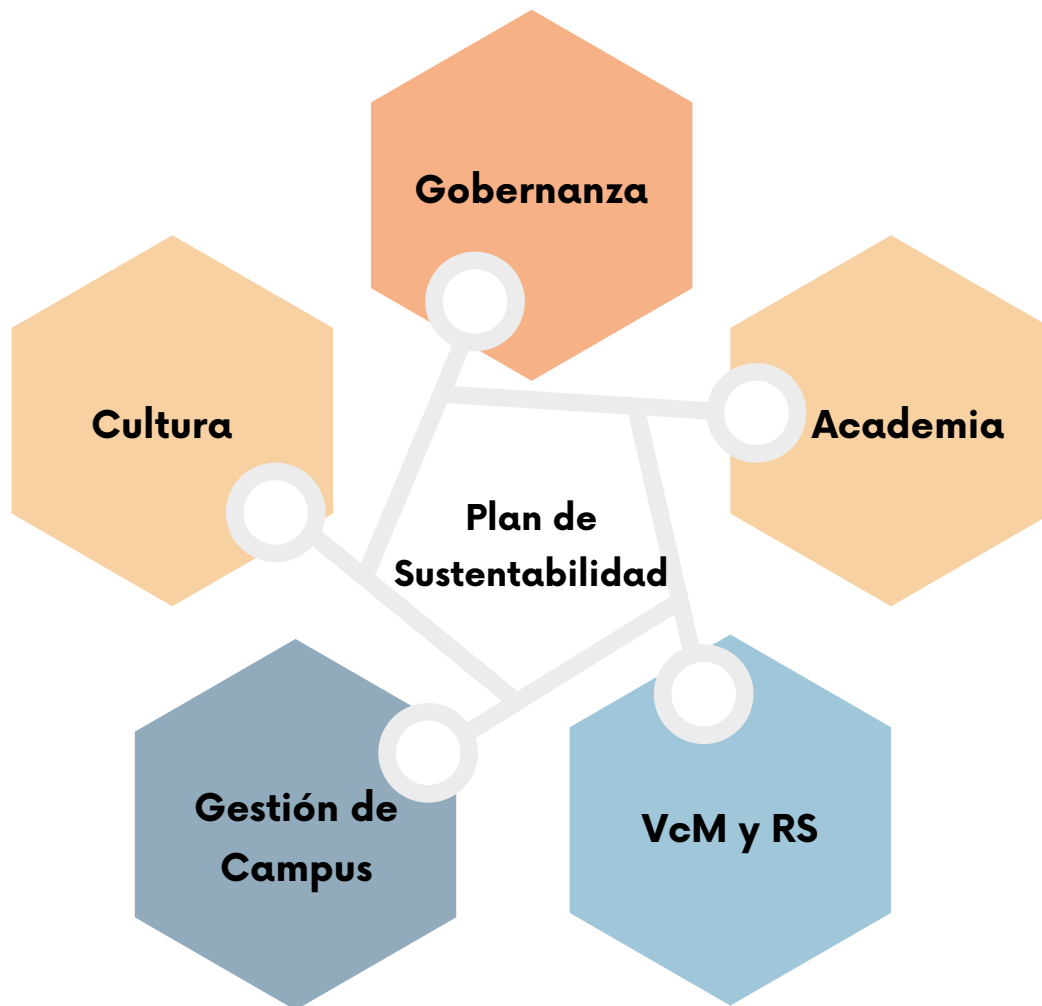 Gobernanza
Cultura
Academia
Plan de
Sustentabilidad
Gestión de
Campus
VcM y RS